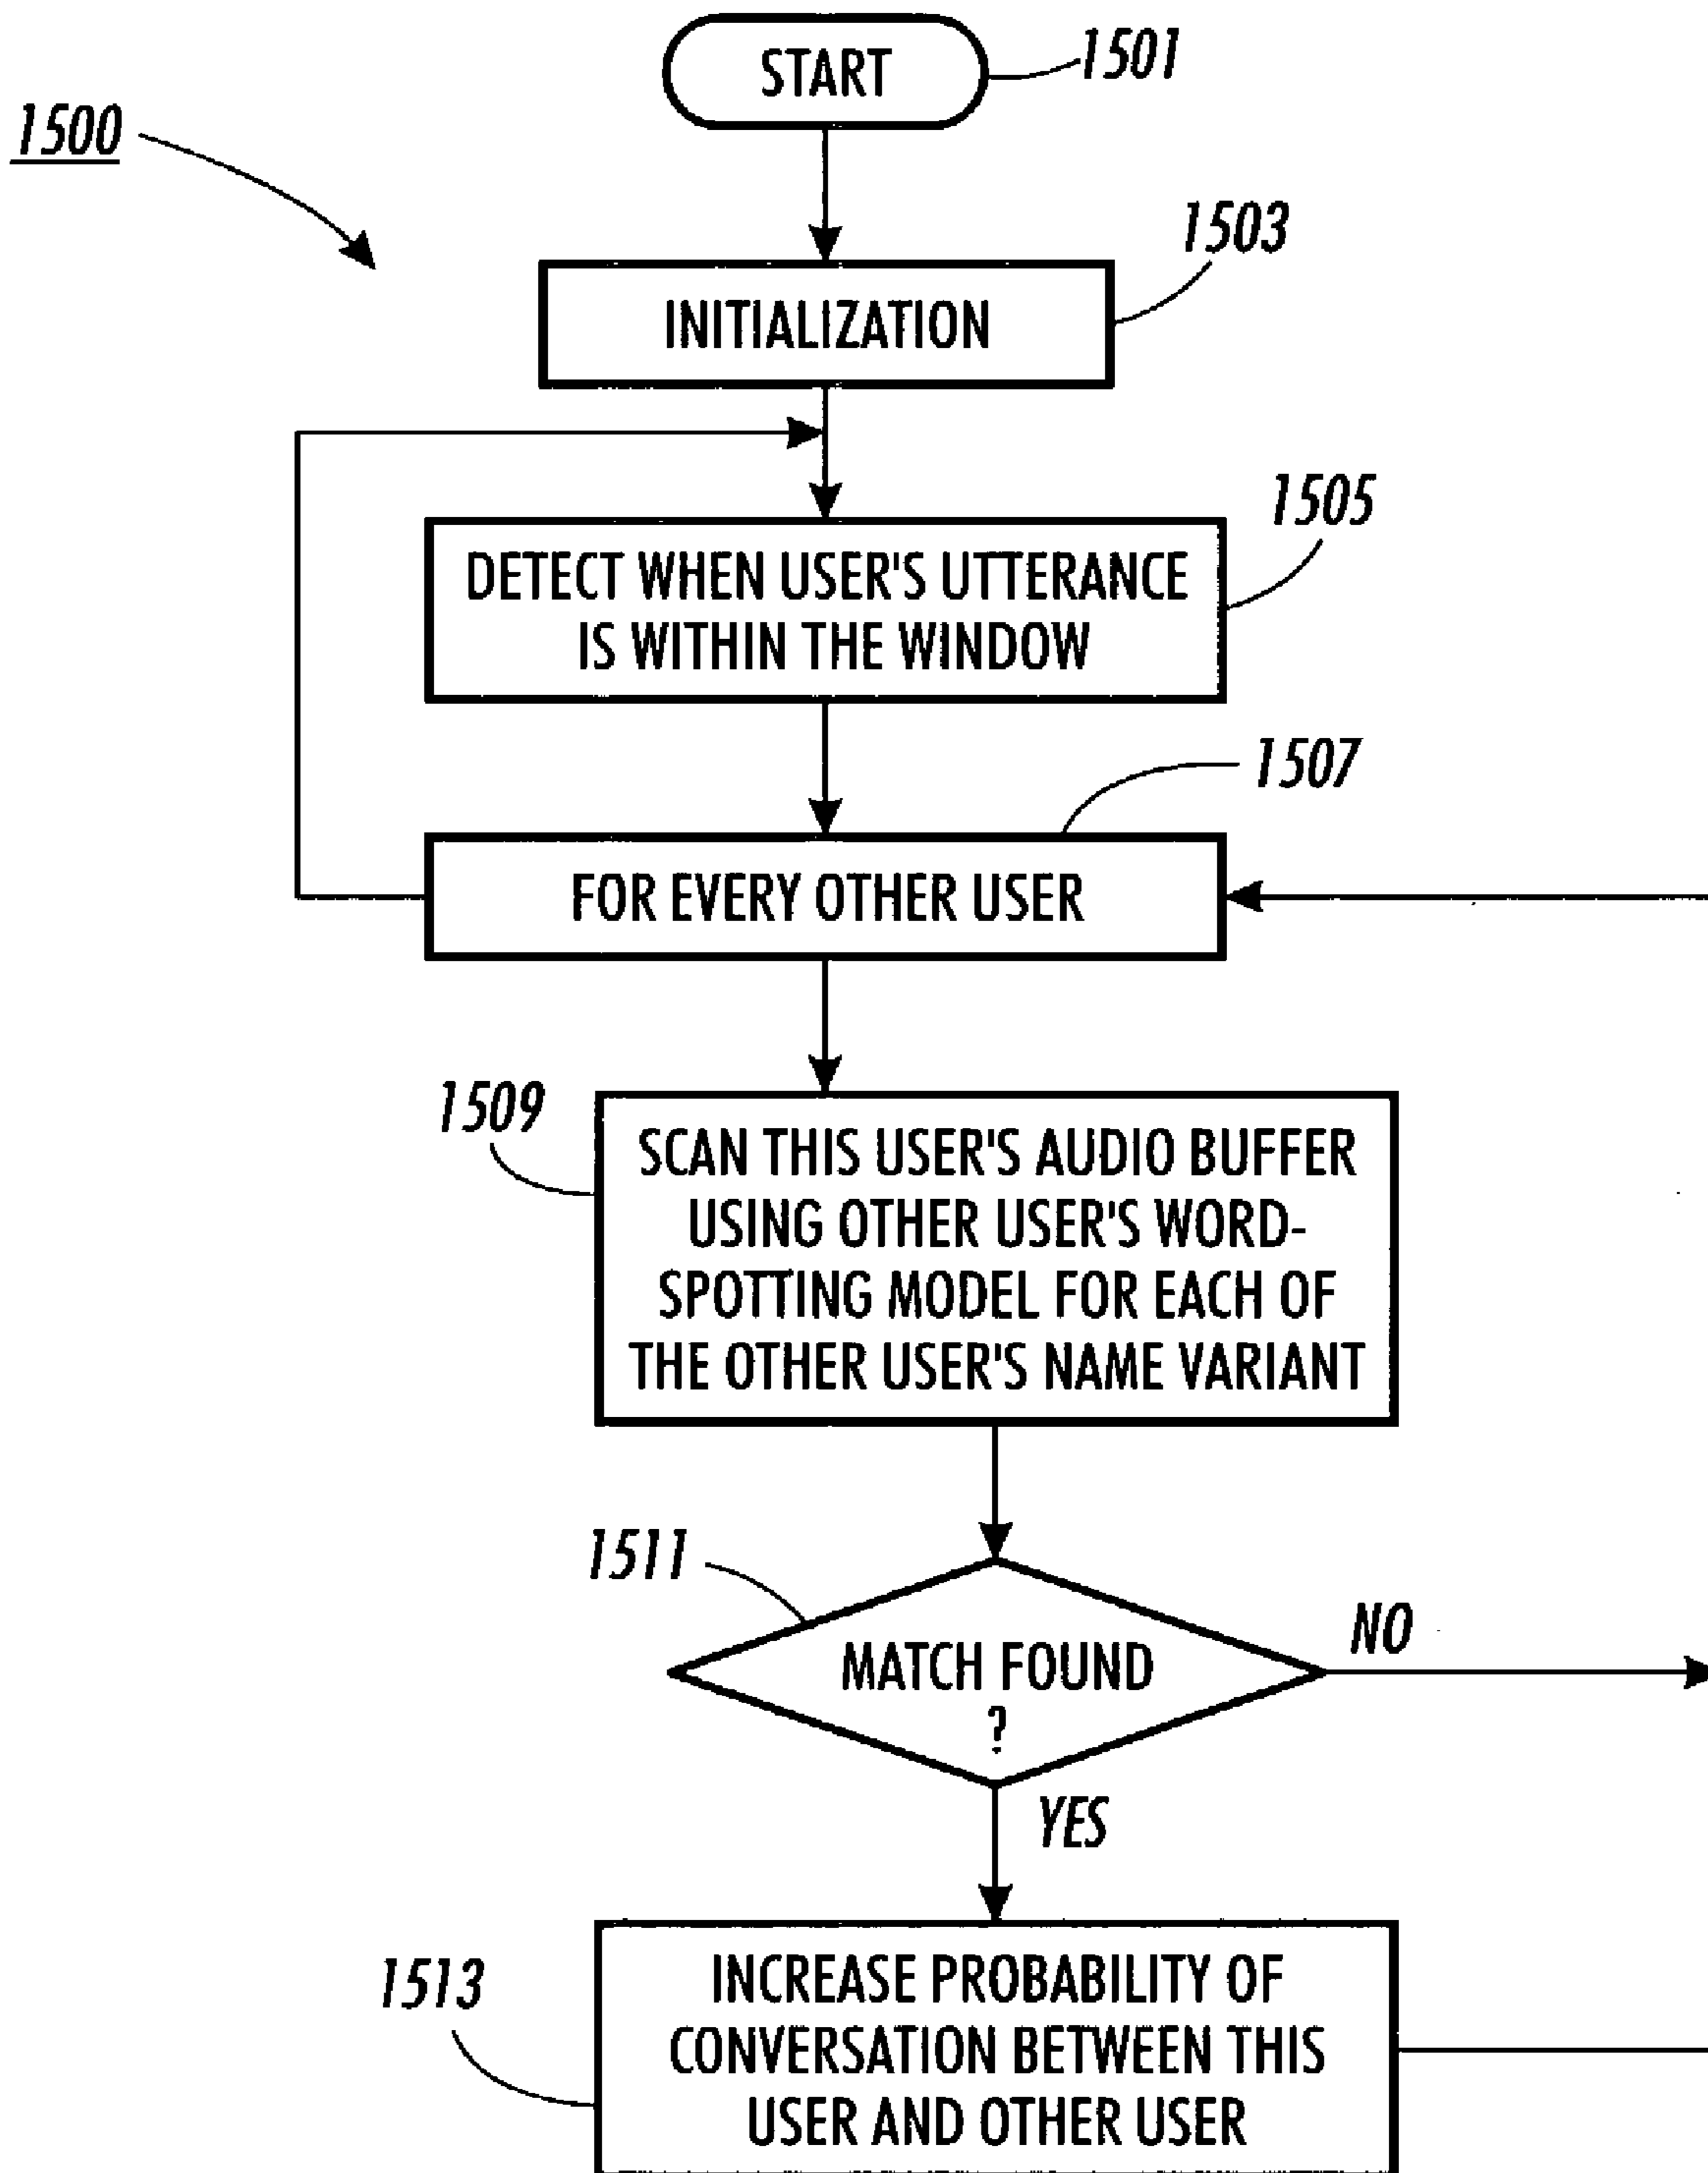 START
1501
1500
1503
INITIALIZATION
1505
DETECT WHEN USER'S UTTERANCE
IS WITHIN THE WINDOW
1507
FOR EVERY OTHER USER
1509
SCAN THIS USER'S AUDIO BUFFER
USING OTHER USER'S WORD-
SPOTTING MODEL FOR EACH OF
THE OTHER USER'S NAME VARIANT
1511
MATCH FOUND
?
NO
YES
1513
INCREASE PROBABILITY OF
CONVERSATION BETWEEN THIS
USER AND OTHER USER